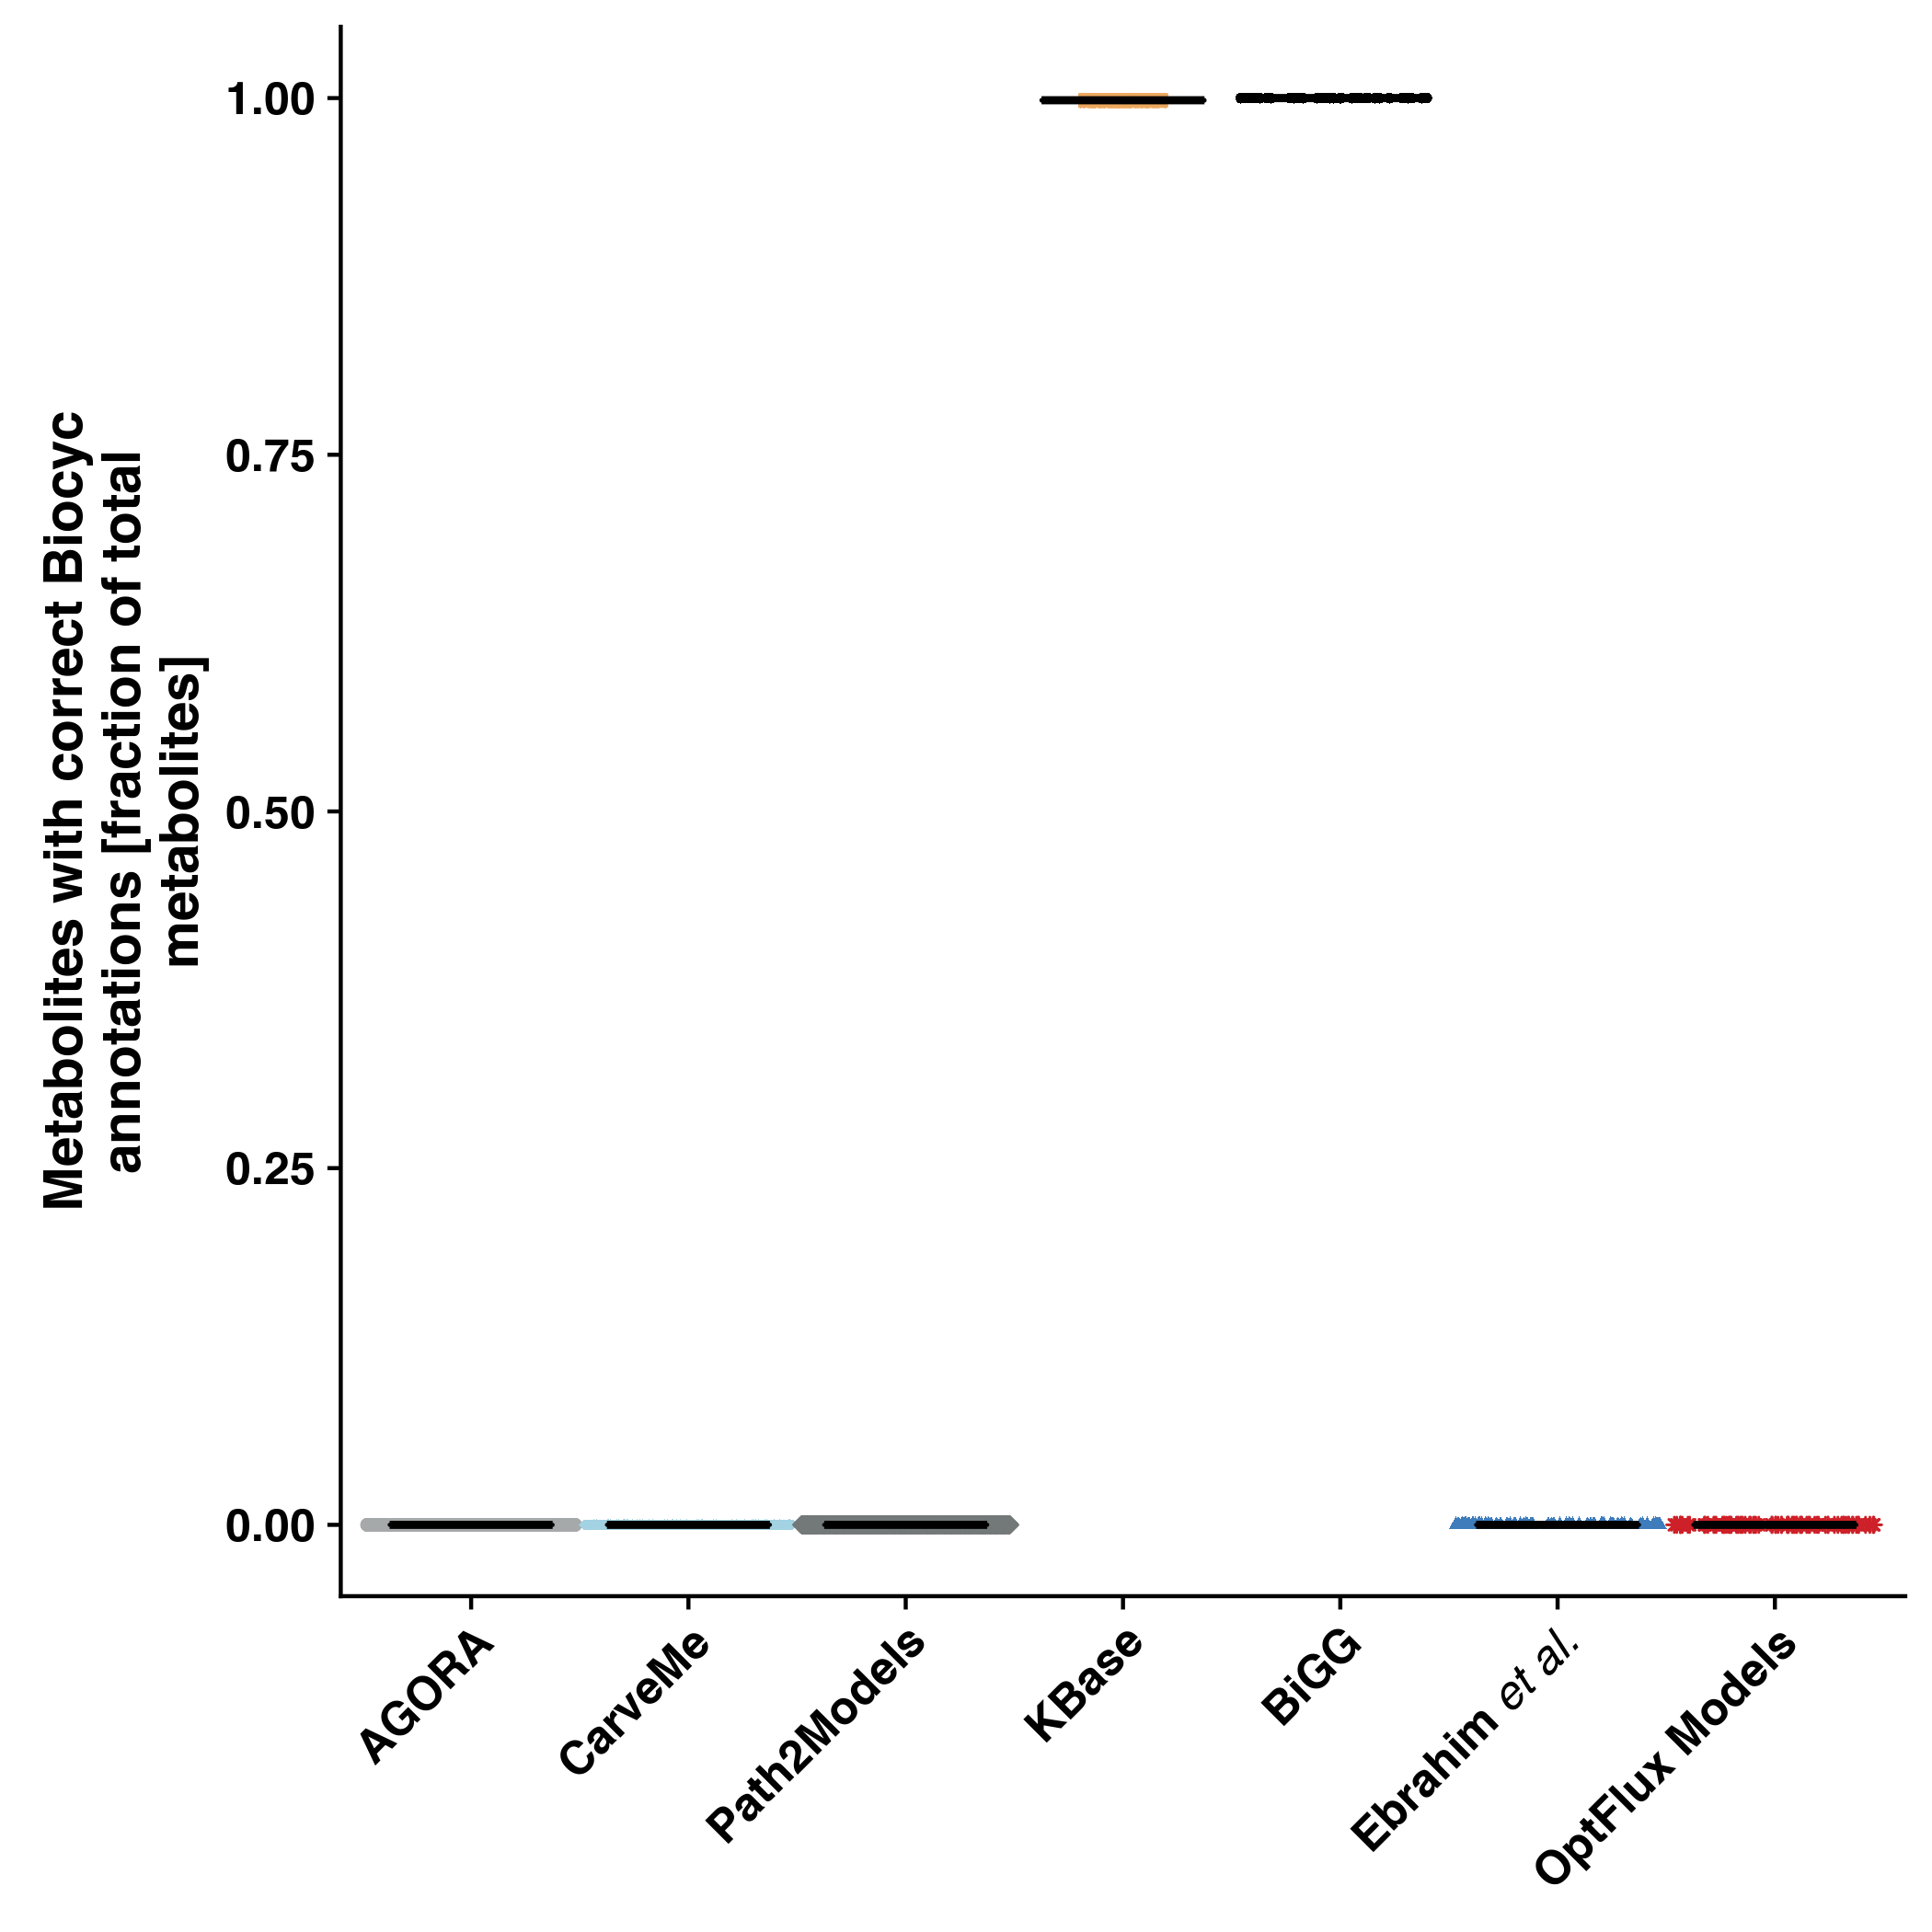 Metabolites with correct Biocyc
annotations [fraction of total
metabolites]
1.00
0.75
0.50
0.25
0.00
AGORA
CarveMe
Path2Models
KBase
BiGG
Ebrahim et al.
OptFlux Models